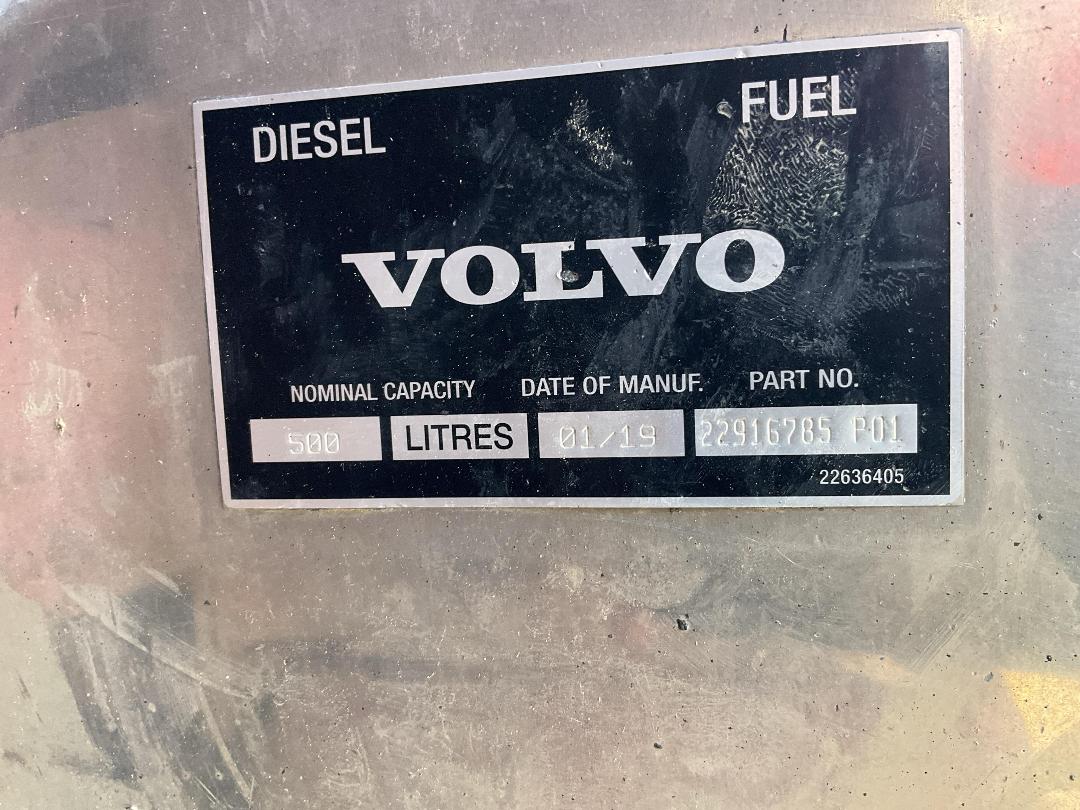 DIESEL FUEL
VOLVO
NOMINAL CAPACITY DATE OF MANUF. PART NO.
500 LITRES 01/19 22916785 P01
22636405